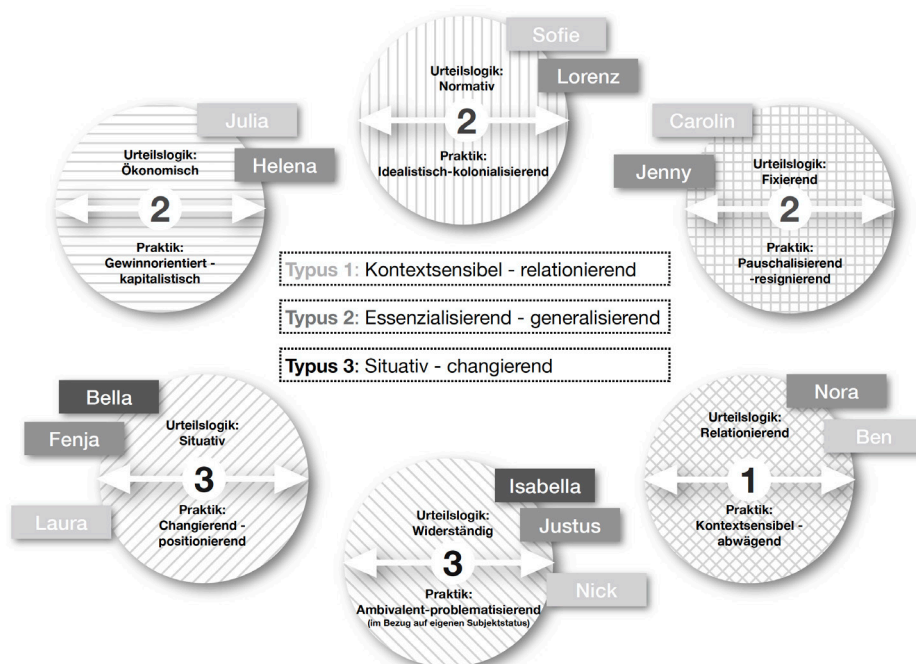 Sofie
Lorenz
Urteilslogik:
Normativ
2
Praktik:
Idealistisch-kolonialisierend
Julia
Helena
Urteilslogik:
Ökonomisch
2
Praktik:
Gewinnorientiert -
kapitalistisch
Carolin
Jenny
Urteilslogik:
Fixierend
2
Praktik:
Pauschalisierend
-resignierend
Typus 1: Kontextsensibel - relationierend
Typus 2: Essenzialisierend - generalisierend
Typus 3: Situativ - changierend
Bella
Fenja
Laura
Urteilslogik:
Situativ
3
Praktik:
Changierend -
positionierend
Isabella
Justus
Nick
Urteilslogik:
Widerständig
3
Praktik:
Ambivalent-problematisierend
(im Bezug auf eigenen Subjektstatus)
Nora
Ben
Urteilslogik:
Relationierend
1
Praktik:
Kontextsensibel -
abwägend